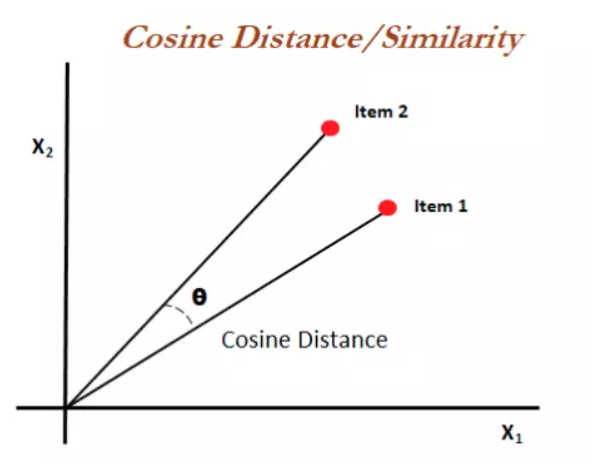 Cosine Distance/Similarity
Item 2
X₂
Item 1
θ
Cosine Distance
X₁